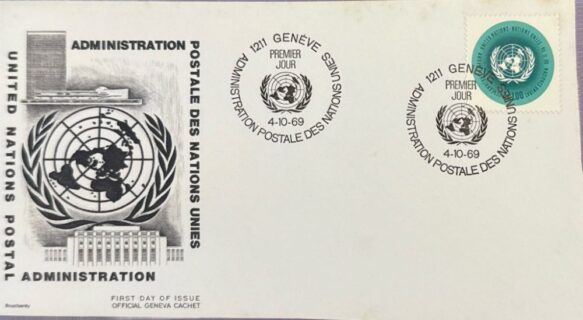 ADMINISTRATION
POSTALE DES NATIONS UNIES
UNITED NATIONS POSTAL
ADMINISTRATION
FIRST DAY OF ISSUE
OFFICIAL GENEVA CACHET
1211 GENÈVE
PREMIER
JOUR
4-10-69
ADMINISTRATION POSTALE DES NATIONS UNIES
1211 GENÈVE
PREMIER
JOUR
4-10-69
ADMINISTRATION POSTALE DES NATIONS UNIES